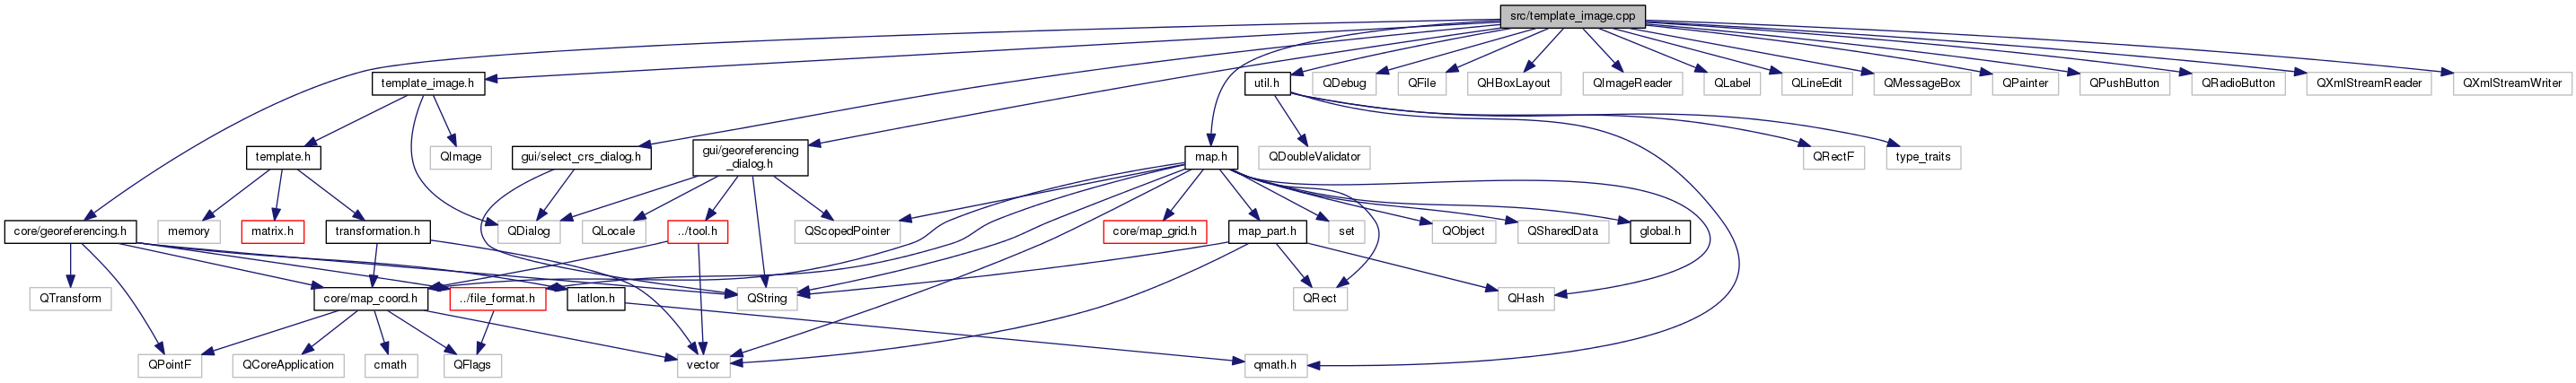 src/template_image.cpp
template_image.h
util.h
QDebug
QFile
QHBoxLayout
QImageReader
QLabel
QLineEdit
QMessageBox
QPainter
QPushButton
QRadioButton
QXmlStreamReader
QXmlStreamWriter
template.h
QImage
gui/select_crs_dialog.h
gui/georeferencing
_dialog.h
map.h
QDoubleValidator
QRectF
type_traits
core/georeferencing.h
memory
matrix.h
transformation.h
QDialog
QLocale
../tool.h
QScopedPointer
core/map_grid.h
map_part.h
set
QObject
QSharedData
global.h
QTransform
core/map_coord.h
../file_format.h
latlon.h
QString
QRect
QHash
QPointF
QCoreApplication
cmath
QFlags
vector
qmath.h